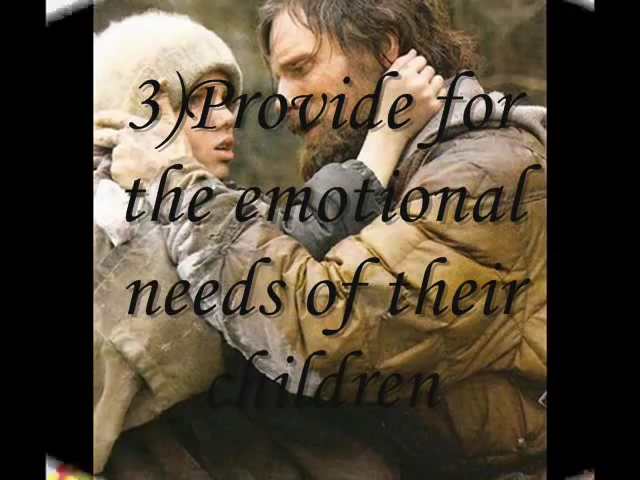 3)Provide for
the emotional
needs of their
children